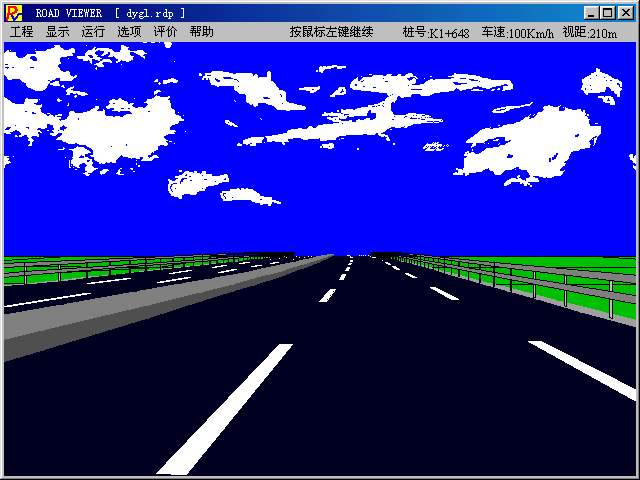 ROAD VIEWER [ dygl.rdp ]
工程 显示 运行 选项 评价 帮助 按鼠标左键继续 桩号:K1+648 车速:100Km/h 视距:210m